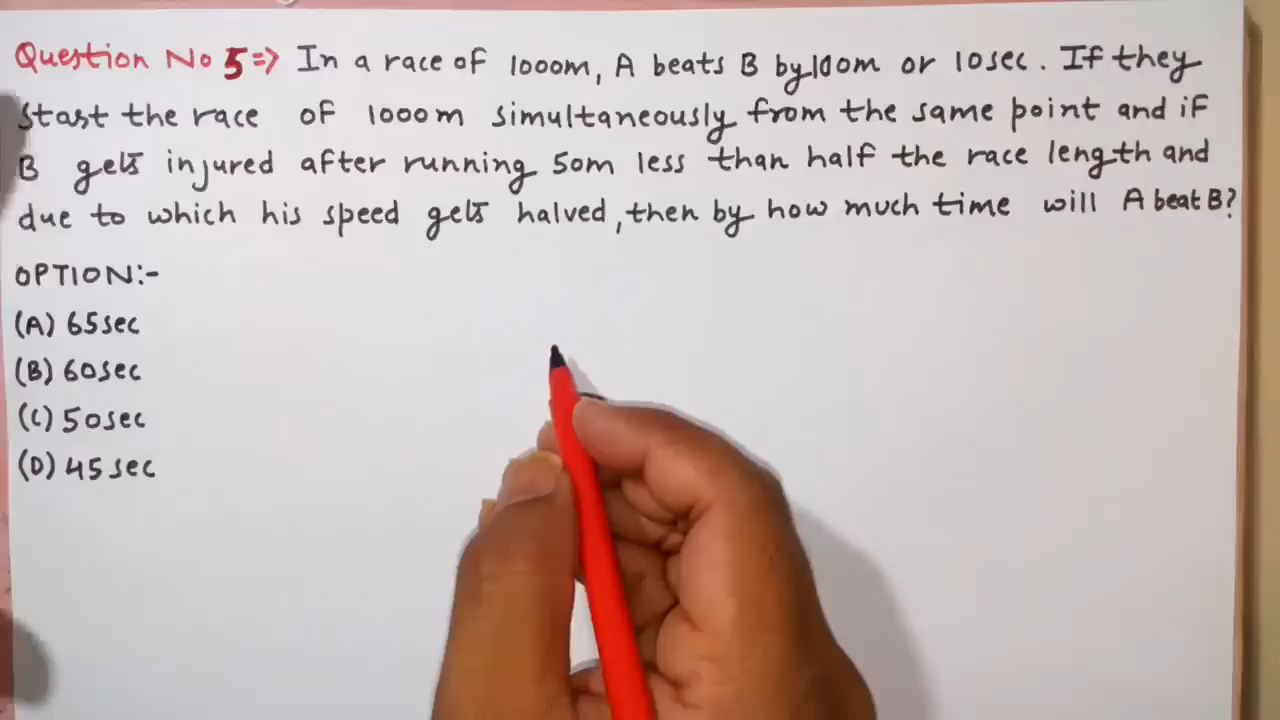 Question No 5=> In a race of 1000m, A beats B by 100m or 10sec. If they
start the race of 1000m simultaneously from the same point and if
B gets injured after running 50m less than half the race length and
due to which his speed gets halved, then by how much time will A beat B?
OPTION:-
(A) 65sec
(B) 60sec
(C) 50sec
(D) 45sec